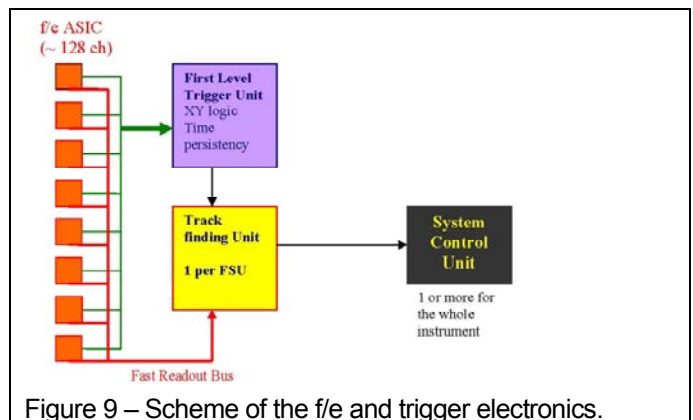 f/e ASIC
(~ 128 ch)
First Level
Trigger Unit
XY logic
Time
persistency
Track
finding Unit
1 per FSU
System
Control
Unit
1 or more for
the whole
instrument
Fast Readout Bus
Figure 9 – Scheme of the f/e and trigger electronics.